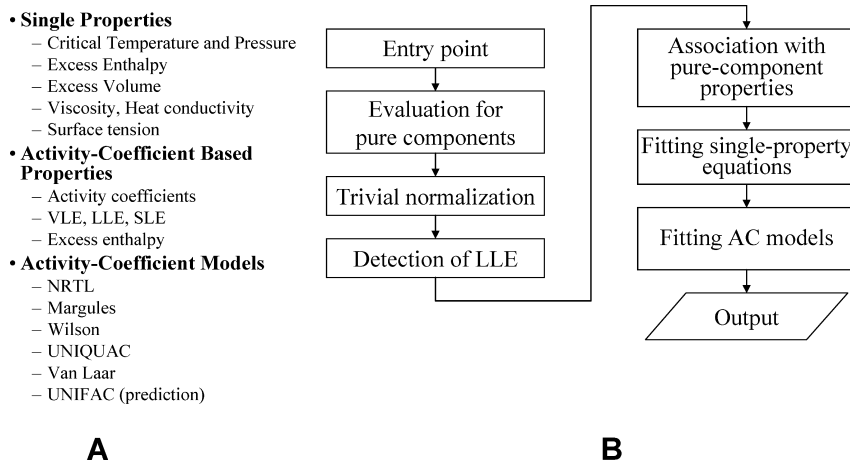 • Single Properties
– Critical Temperature and Pressure
– Excess Enthalpy
– Excess Volume
– Viscosity, Heat conductivity
– Surface tension
• Activity-Coefficient Based
Properties
– Activity coefficients
– VLE, LLE, SLE
– Excess enthalpy
• Activity-Coefficient Models
– NRTL
– Margules
– Wilson
– UNIQUAC
– Van Laar
– UNIFAC (prediction)
A
Entry point
Evaluation for
pure components
Trivial normalization
Detection of LLE
Association with
pure-component
properties
Fitting single-property
equations
Fitting AC models
Output
B